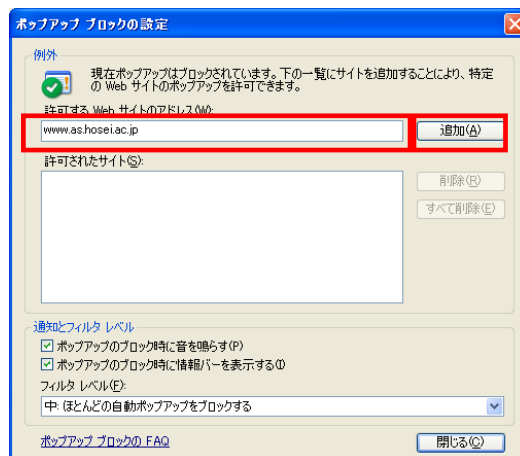 ポップアップ ブロックの設定
例外
現在ポップアップはブロックされています。下の一覧にサイトを追加することにより、特定
の Web サイトのポップアップを許可できます。
許可する Web サイトのアドレス(W):
www.as.hosei.ac.jp
追加(A)
許可されたサイト(S):
削除(R)
すべて削除(E)
通知とフィルタ レベル
ポップアップのブロック時に音を鳴らす(P)
ポップアップのブロック時に情報バーを表示する(I)
フィルタ レベル(F):
中: ほとんどの自動ポップアップをブロックする
ポップアップ ブロックの FAQ
閉じる(C)